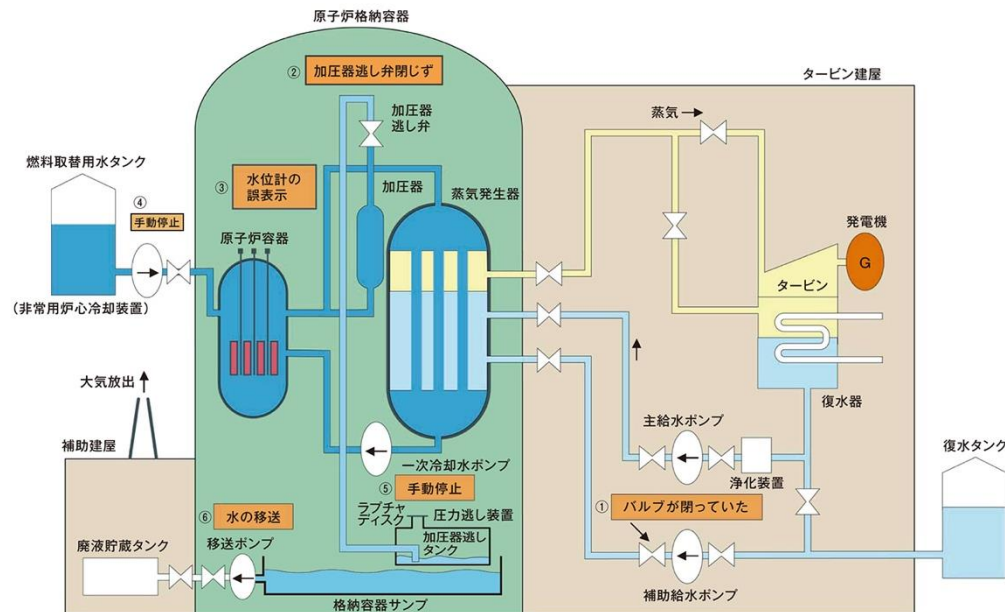 原子炉格納容器
② 加圧器逃し弁閉じず
タービン建屋
蒸気 →
加圧器
逃し弁
燃料取替用水タンク
③ 水位計の
誤表示
加圧器
蒸気発生器
④
手動停止
原子炉容器
発電機
G
タービン
（非常用炉心冷却装置）
大気放出
復水器
補助建屋
主給水ポンプ
復水タンク
一次冷却水ポンプ
浄化装置
⑤ 手動停止
⑥ 水の移送
ラプチャ
ディスク
圧力逃し装置
① バルブが閉っていた
廃液貯蔵タンク
移送ポンプ
加圧器逃し
タンク
補助給水ポンプ
格納容器サンプ